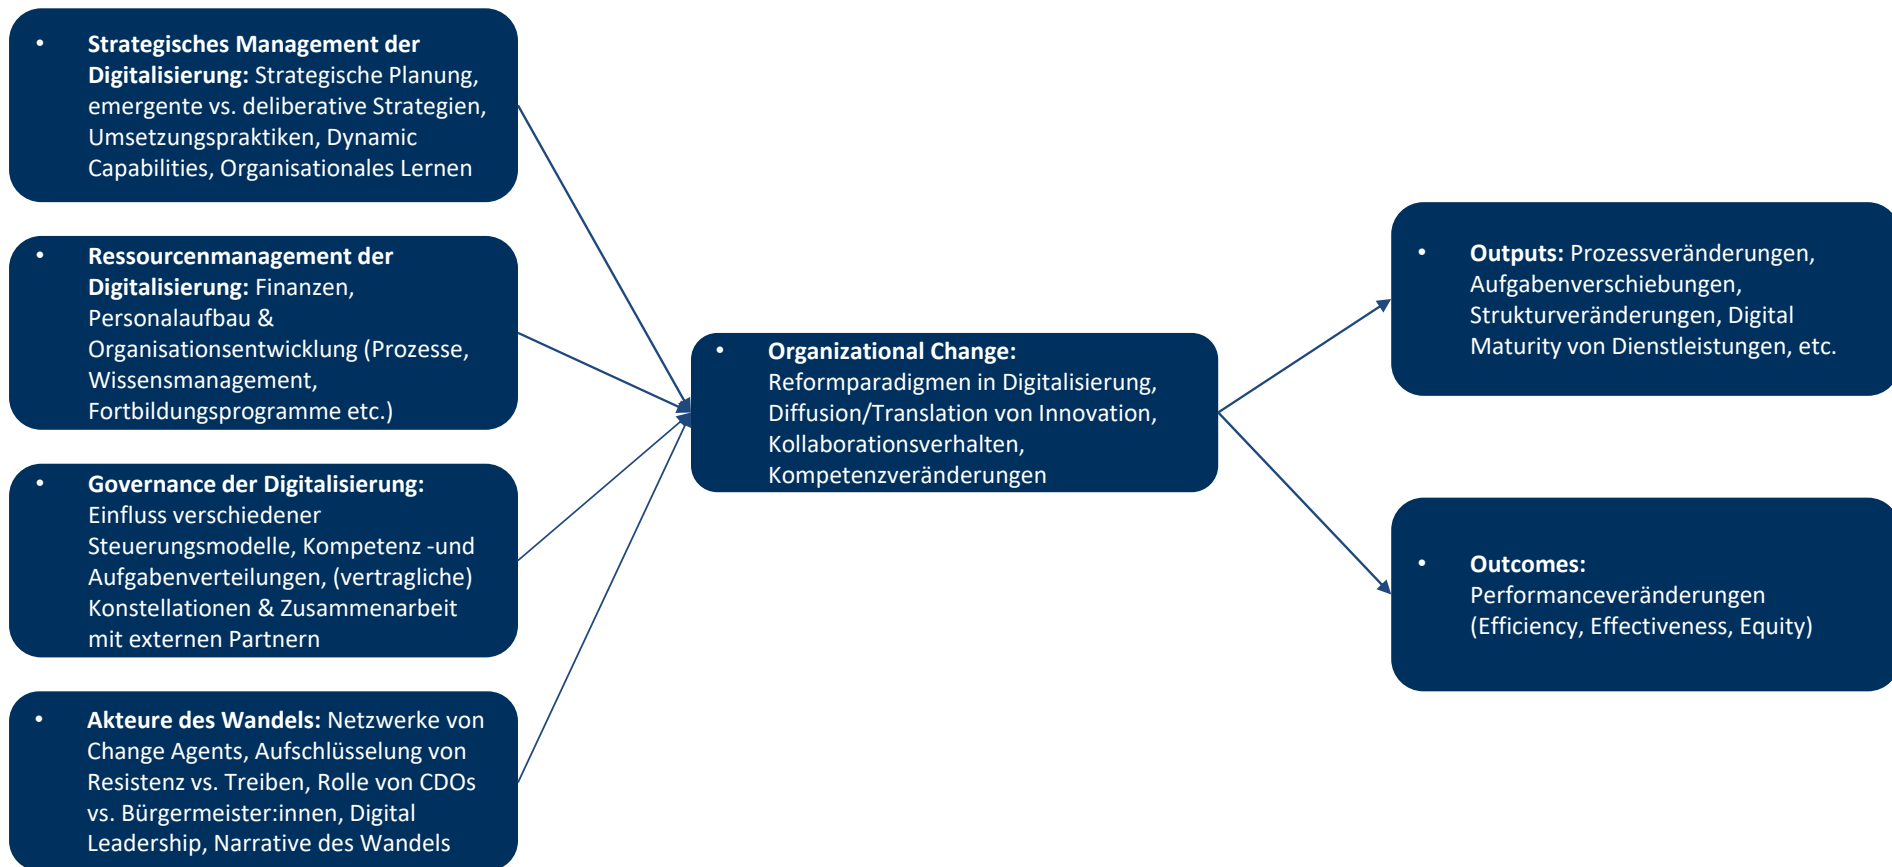 • Strategisches Management der
Digitalisierung: Strategische Planung,
emergente vs. deliberative Strategien,
Umsetzungspraktiken, Dynamic
Capabilities, Organisationales Lernen
• Ressourcenmanagement der
Digitalisierung: Finanzen,
Personalaufbau &
Organisationsentwicklung (Prozesse,
Wissensmanagement,
Fortbildungsprogramme etc.)
• Governance der Digitalisierung:
Einfluss verschiedener
Steuerungsmodelle, Kompetenz -und
Aufgabenverteilungen, (vertragliche)
Konstellationen & Zusammenarbeit
mit externen Partnern
• Akteure des Wandels: Netzwerke von
Change Agents, Aufschlüsselung von
Resistenz vs. Treiben, Rolle von CDOs
vs. Bürgermeister:innen, Digital
Leadership, Narrative des Wandels
• Organizational Change:
Reformparadigmen in Digitalisierung,
Diffusion/Translation von Innovation,
Kollaborationsverhalten,
Kompetenzveränderungen
• Outputs: Prozessveränderungen,
Aufgabenverschiebungen,
Strukturveränderungen, Digital
Maturity von Dienstleistungen, etc.
• Outcomes:
Performanceveränderungen
(Efficiency, Effectiveness, Equity)